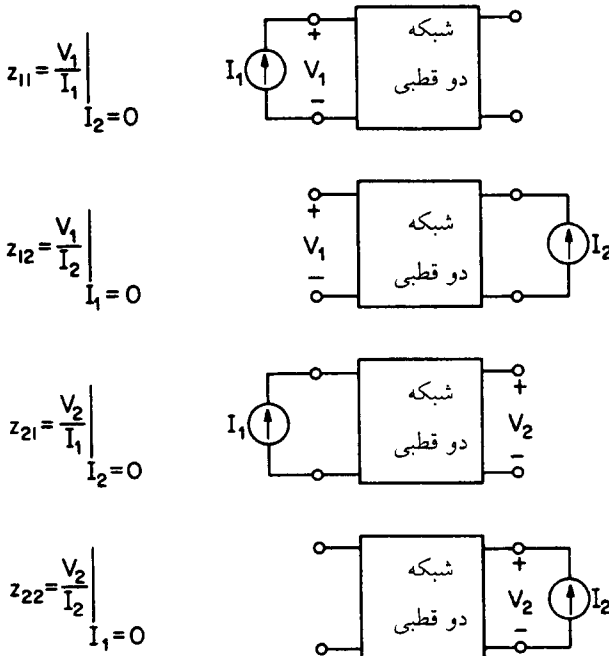 z₁₁ = V₁/I₁ | I₂=0
I₁
+
V₁
−
شبکه
دو قطبی
z₁₂ = V₁/I₂ | I₁=0
+
V₁
−
شبکه
دو قطبی
I₂
z₂₁ = V₂/I₁ | I₂=0
I₁
شبکه
دو قطبی
+
V₂
−
z₂₂ = V₂/I₂ | I₁=0
شبکه
دو قطبی
+
V₂
−
I₂